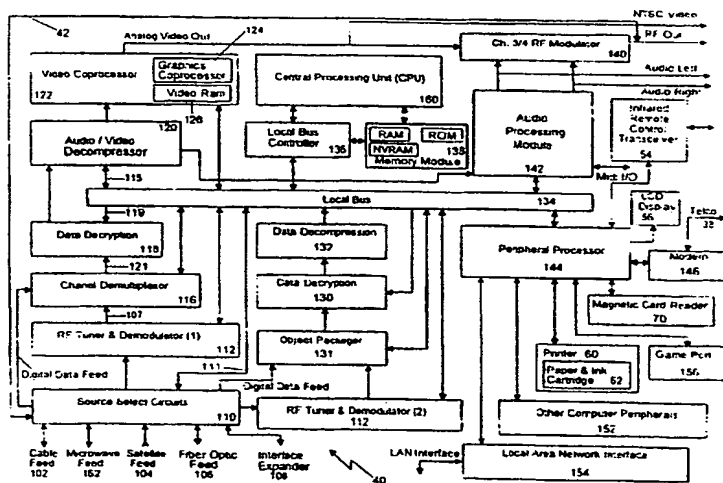 42
Analog Video Out
124
NTSC Video
RF Out
Video Coprocessor
122
Graphics
Coprocessor
Video Ram
126
Central Processing Unit (CPU)
160
Ch. 3/4 RF Modulator
140
Audio Left
Audio Right
120
Audio / Video
Decompressor
Local Bus
Controller
136
RAM
ROM
NVRAM
138
Memory Module
Audio
Processing
Module
142
Infrared
Remote
Control
Transceiver
54
Midi I/O
115
Local Bus
134
119
LCD
Display
56
Telco
Data Decryption
118
Data Decompression
132
Peripheral Processor
144
Modem
146
121
Channel Demultiplexor
116
Data Decryption
130
Magnetic Card Reader
70
107
RF Tuner & Demodulator (1)
112
Object Packager
131
Printer 60
Paper & Ink
Cartridge 62
Game Port
156
111
Digital Data Feed
Digital Data Feed
Source Select Circuits
110
RF Tuner & Demodulator (2)
112
Other Computer Peripherals
152
Cable
Feed
102
Microwave
Feed
162
Satellite
Feed
104
Fiber Optic
Feed
106
Interface
Expander
108
40
LAN Interface
Local Area Network Interface
154